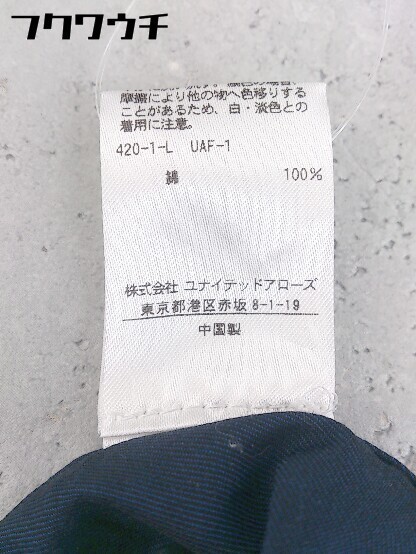 フクワウチ
摩擦により他の物へ色移りする
ことがあるため、白・淡色との
着用に注意。
420-1-L UAF-1
綿 100%
株式会社 ユナイテッドアローズ
東京都港区赤坂8-1-19
中国製